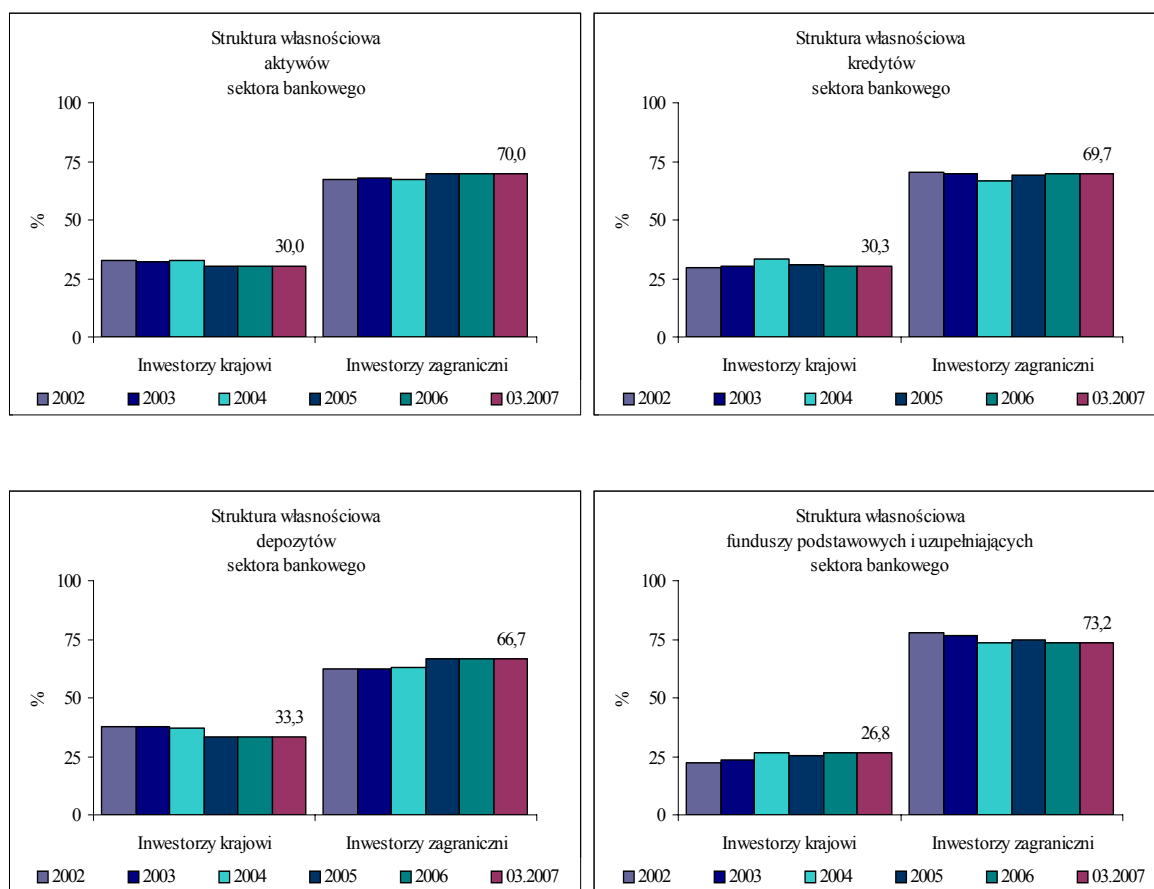 Struktura własnościowa
aktywów
sektora bankowego
100
75
50
25
0
%
30,0
70,0
Inwestorzy krajowi
Inwestorzy zagraniczni
2002 2003 2004 2005 2006 03.2007
Struktura własnościowa
kredytów
sektora bankowego
100
75
50
25
0
%
30,3
69,7
Inwestorzy krajowi
Inwestorzy zagraniczni
2002 2003 2004 2005 2006 03.2007
Struktura własnościowa
depozytów
sektora bankowego
100
75
50
25
0
%
33,3
66,7
Inwestorzy krajowi
Inwestorzy zagraniczni
2002 2003 2004 2005 2006 03.2007
Struktura własnościowa
funduszy podstawowych i uzupełniających
sektora bankowego
100
75
50
25
0
%
26,8
73,2
Inwestorzy krajowi
Inwestorzy zagraniczni
2002 2003 2004 2005 2006 03.2007